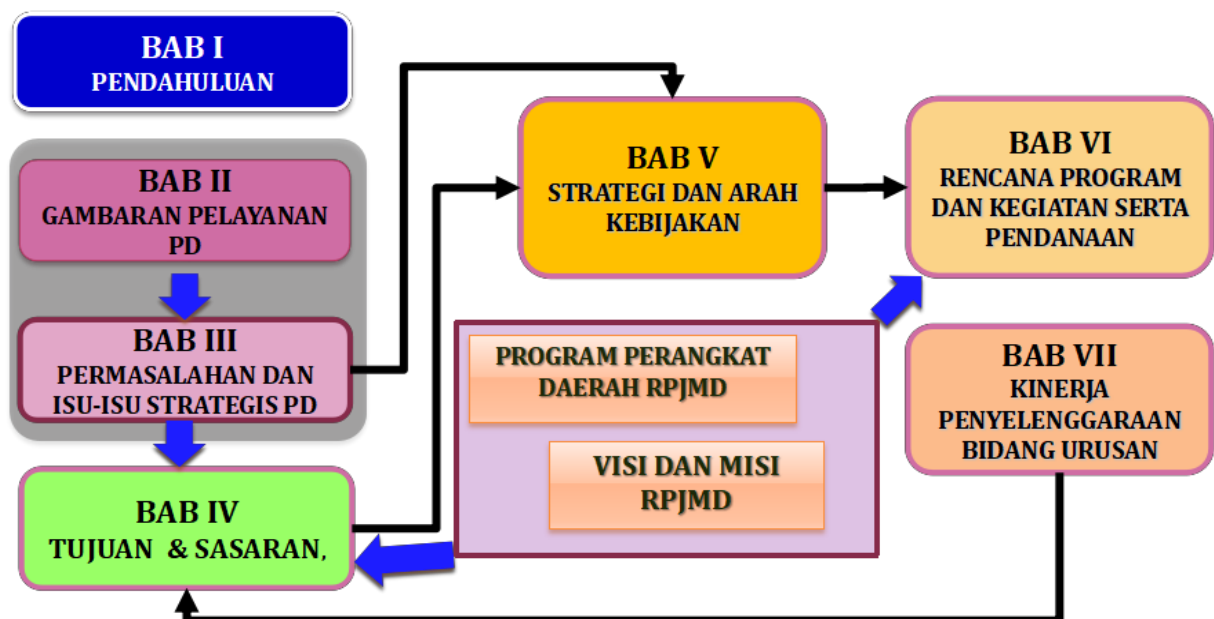 BAB I
PENDAHULUAN
BAB II
GAMBARAN PELAYANAN
PD
BAB III
PERMASALAHAN DAN
ISU-ISU STRATEGIS PD
BAB IV
TUJUAN & SASARAN,
BAB V
STRATEGI DAN ARAH
KEBIJAKAN
PROGRAM PERANGKAT
DAERAH RPJMD
VISI DAN MISI
RPJMD
BAB VI
RENCANA PROGRAM
DAN KEGIATAN SERTA
PENDANAAN
BAB VII
KINERJA
PENYELENGGARAAN
BIDANG URUSAN